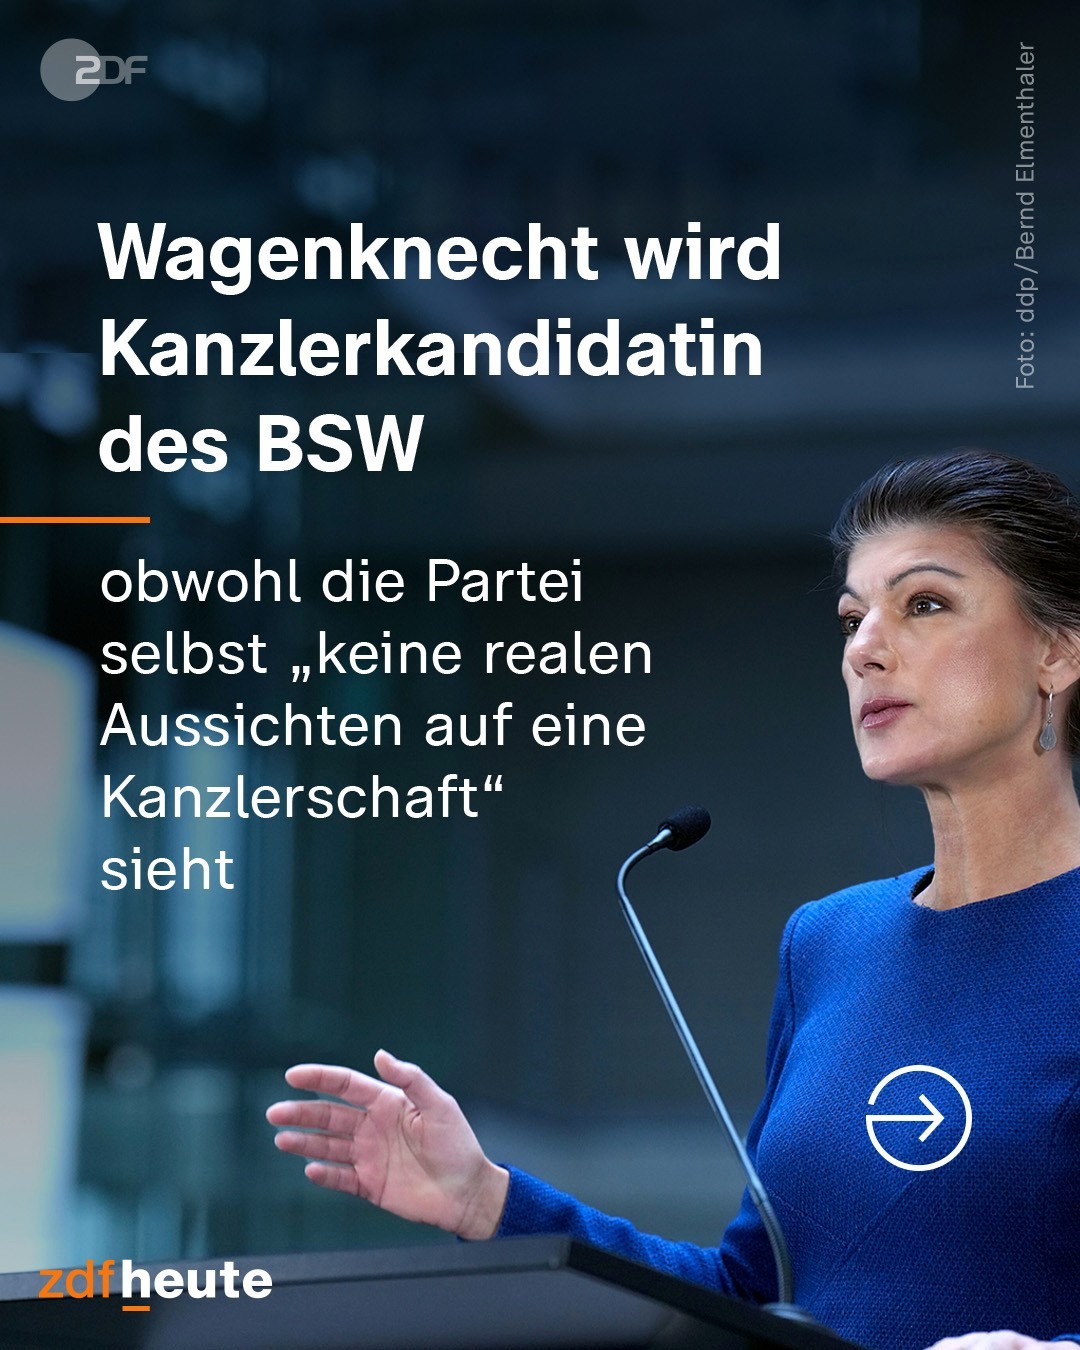 ZDF
Foto: ddp/Bernd Elmenthaler
Wagenknecht wird
Kanzlerkandidatin
des BSW
obwohl die Partei
selbst „keine realen
Aussichten auf eine
Kanzlerschaft“
sieht
zdfheute